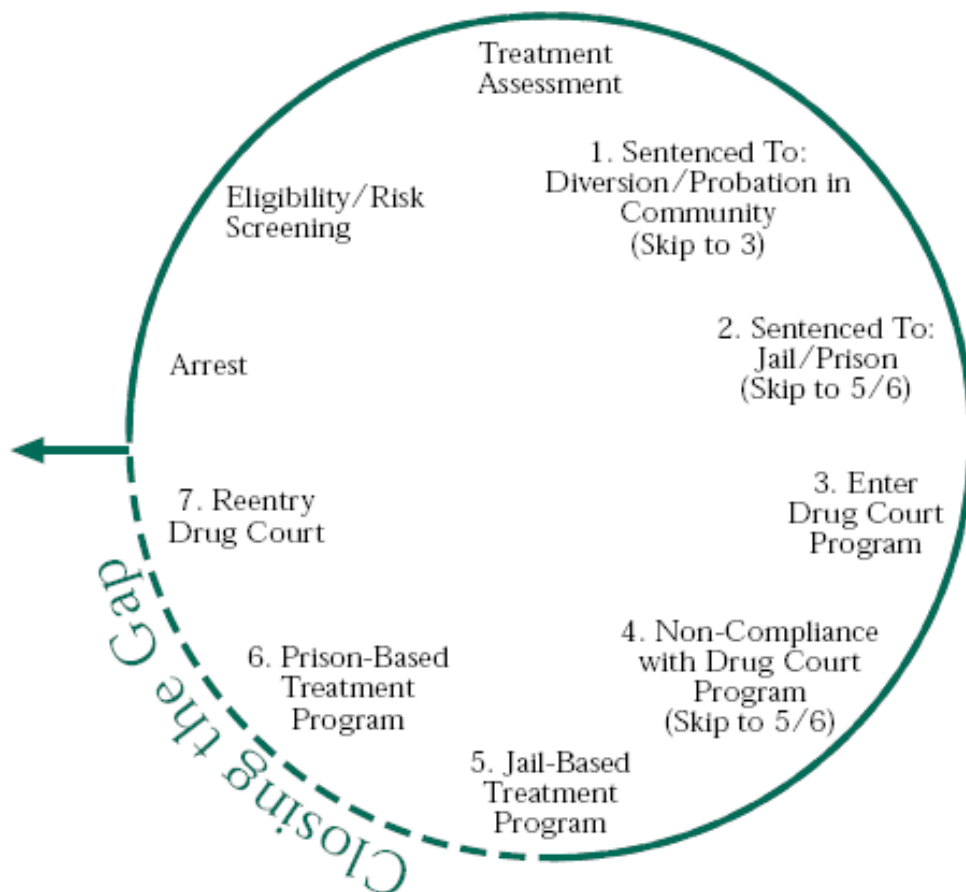 Treatment
Assessment
1. Sentenced To:
Diversion/Probation in
Community
(Skip to 3)
2. Sentenced To:
Jail/Prison
(Skip to 5/6)
3. Enter
Drug Court
Program
4. Non-Compliance
with Drug Court
Program
(Skip to 5/6)
5. Jail-Based
Treatment
Program
6. Prison-Based
Treatment
Program
7. Reentry
Drug Court
Arrest
Eligibility/Risk
Screening
Closing the Gap